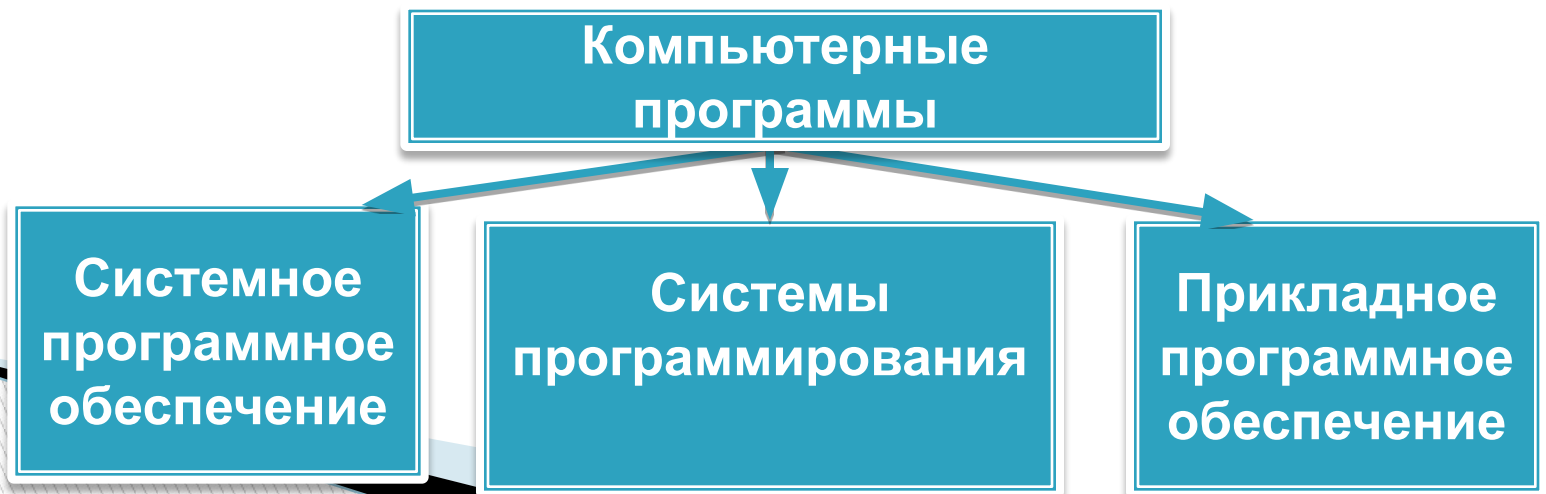 Компьютерные
программы
Системное
программное
обеспечение
Системы
программирования
Прикладное
программное
обеспечение